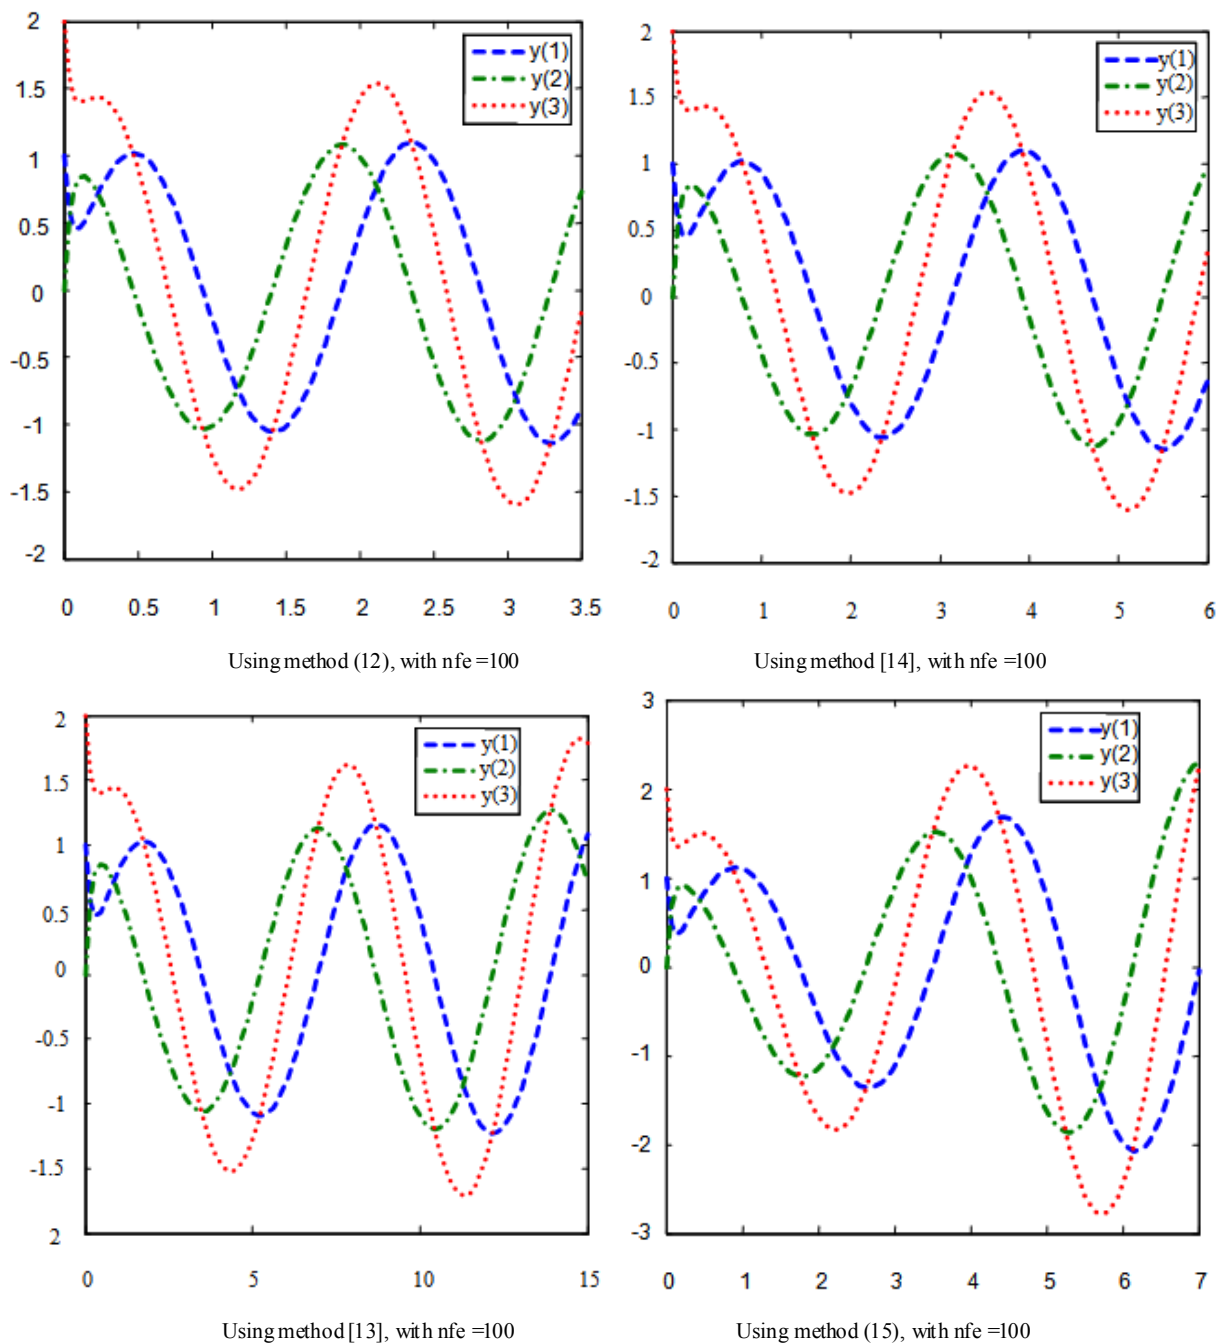 2
1.5
1
0.5
0
-0.5
-1
-1.5
-2
y(1)
y(2)
y(3)
0 0.5 1 1.5 2 2.5 3 3.5
Using method (12), with nfe =100
2
1.5
1
0.5
0
-0.5
-1
-1.5
-2
y(1)
y(2)
y(3)
0 1 2 3 4 5 6
Using method [14], with nfe =100
2
1.5
1
0.5
0
-0.5
-1
-1.5
2
y(1)
y(2)
y(3)
0 5 10 15
Using method [13], with nfe =100
3
2
1
0
-1
-2
-3
y(1)
y(2)
y(3)
0 1 2 3 4 5 6 7
Using method (15), with nfe =100